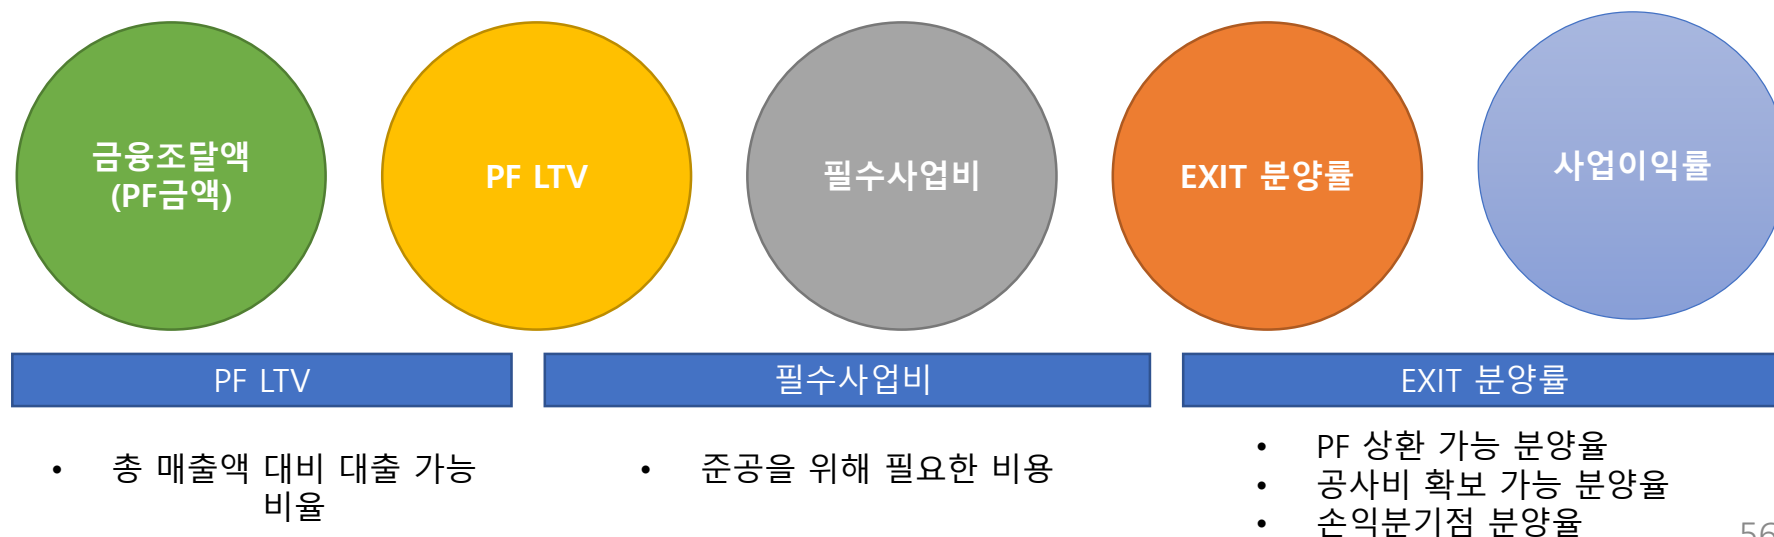 금융조달액
(PF금액)
PF LTV
필수사업비
EXIT 분양률
사업이익률
PF LTV
필수사업비
EXIT 분양률
• 총 매출액 대비 대출 가능
비율
• 준공을 위해 필요한 비용
• PF 상환 가능 분양율
• 공사비 확보 가능 분양율
• 손익분기점 분양율
56